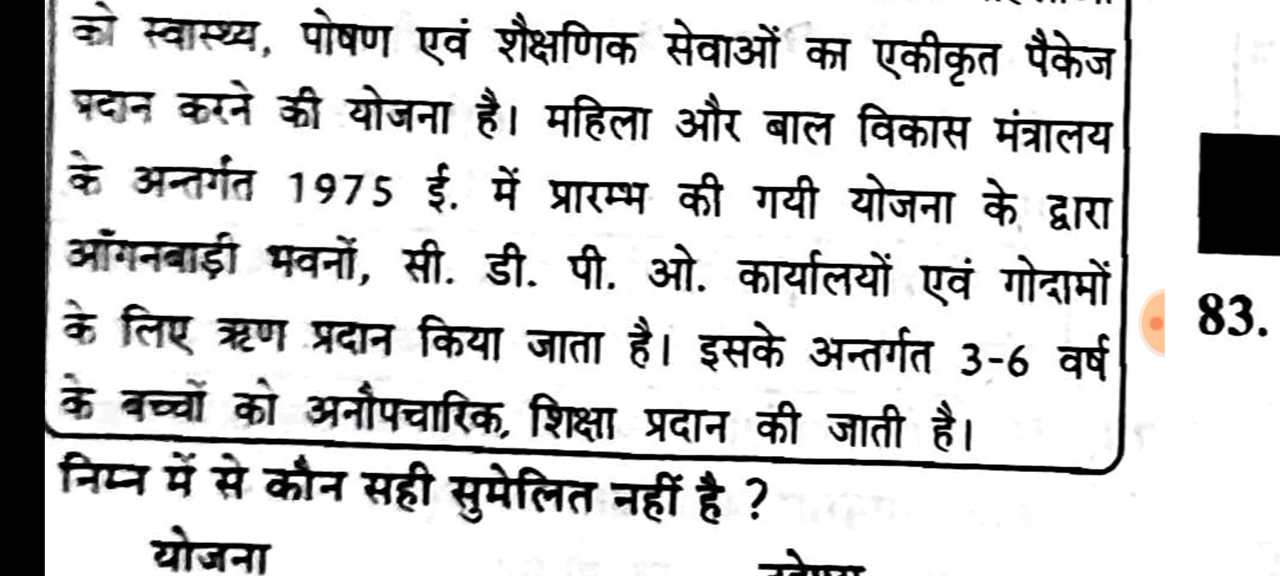 को स्वास्थ्य, पोषण एवं शैक्षणिक सेवाओं का एकीकृत पैकेज
प्रदान करने की योजना है। महिला और बाल विकास मंत्रालय
के अन्तर्गत 1975 ई. में प्रारम्भ की गयी योजना के द्वारा
आँगनबाड़ी भवनों, सी. डी. पी. ओ. कार्यालयों एवं गोदामों
के लिए ऋण प्रदान किया जाता है। इसके अन्तर्गत 3-6 वर्ष
83.
के बच्चों को अनौपचारिक, शिक्षा प्रदान की जाती है।
निम्न में से कौन सही सुमेलित नहीं है ?
योजना